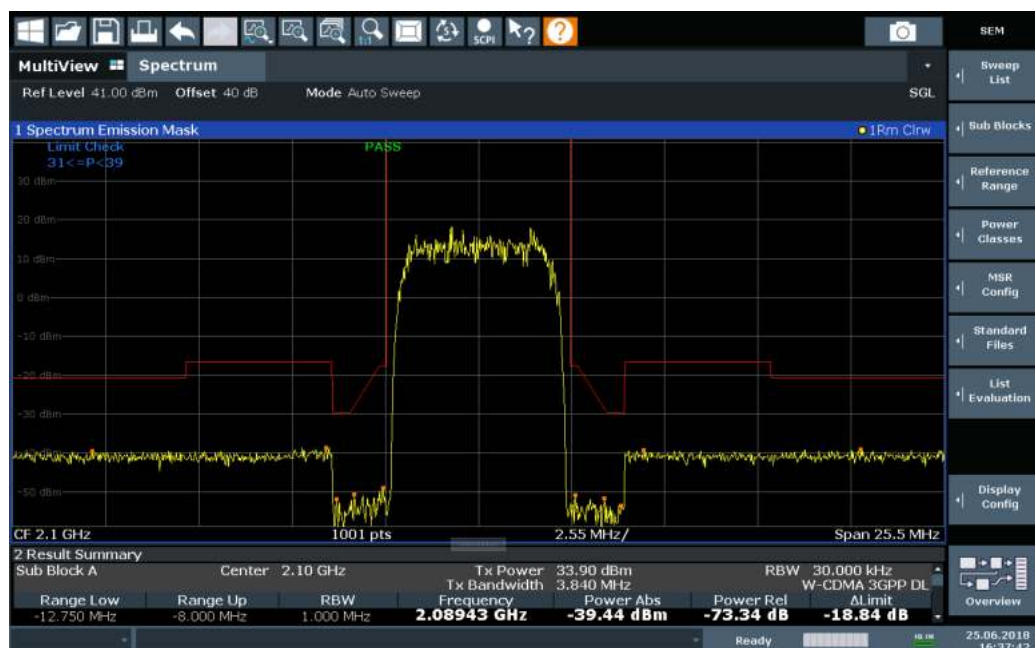 1:1
SCPI
?
?
SEM
MultiView Spectrum
Ref Level 41.00 dBm Offset 40 dB Mode Auto Sweep SGL
1 Spectrum Emission Mask 1Rm Clrw
Limit Check PASS
31<=P<39
30 dBm
20 dBm
10 dBm
0 dBm
-10 dBm
-20 dBm
-30 dBm
-50 dBm
CF 2.1 GHz 1001 pts 2.55 MHz/ Span 25.5 MHz
2 Result Summary
Sub Block A Center 2.10 GHz Tx Power 33.90 dBm RBW 30.000 kHz
Tx Bandwidth 3.840 MHz W-CDMA 3GPP DL
Range Low Range Up RBW Frequency Power Abs Power Rel ΔLimit
-12.750 MHz -8.000 MHz 1.000 MHz 2.08943 GHz -39.44 dBm -73.34 dB -18.84 dB
Sweep
List
Sub Blocks
Reference
Range
Power
Classes
MSR
Config
Standard
Files
List
Evaluation
Display
Config
Overview
Ready
25.06.2018
16:37:43